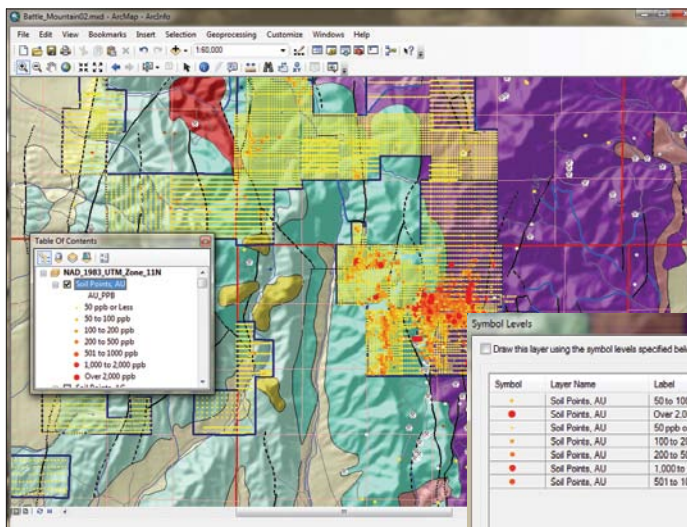 Battle_Mountain02.mxd - ArcMap - ArcInfo
File Edit View Bookmarks Insert Selection Geoprocessing Customize Windows Help
1:60,000
Table Of Contents
NAD_1983_UTM_Zone_11N
Soil Points, AU
AU_PPB
50 ppb or Less
50 to 100 ppb
100 to 200 ppb
200 to 500 ppb
501 to 1000 ppb
1,000 to 2,000 ppb
Over 2,000 ppb
Symbol Levels
Draw this layer using the symbol levels specified belo
Symbol Layer Name Label
Soil Points, AU 50 to 100
Soil Points, AU Over 2,0
Soil Points, AU 50 ppb o
Soil Points, AU 100 to 20
Soil Points, AU 200 to 50
Soil Points, AU 1,000 to
Soil Points, AU 501 to 10